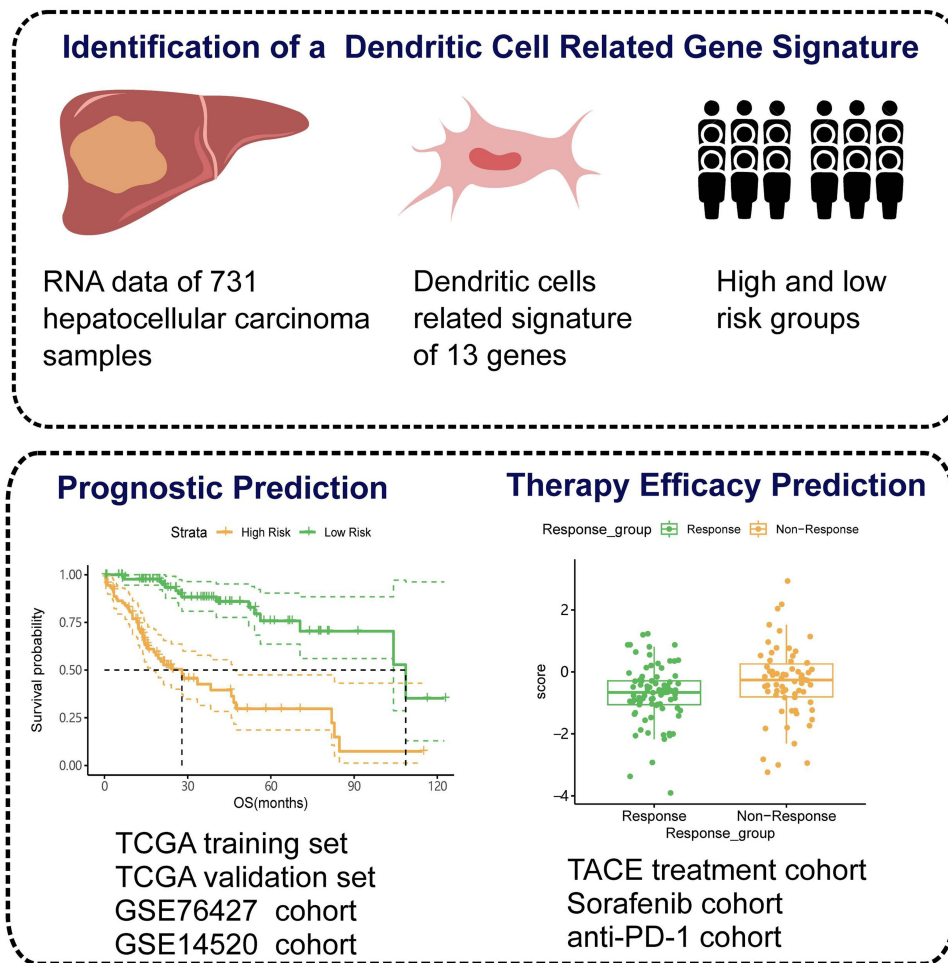 Identification of a Dendritic Cell Related Gene Signature
RNA data of 731
hepatocellular carcinoma
samples
Dendritic cells
related signature
of 13 genes
High and low
risk groups
Prognostic Prediction
Strata High Risk Low Risk
Survival probability
1.00
0.75
0.50
0.25
0.00
0 30 60 90 120
OS(months)
TCGA training set
TCGA validation set
GSE76427 cohort
GSE14520 cohort
Therapy Efficacy Prediction
Response_group Response Non-Response
score
2
0
−2
−4
Response Non-Response
Response_group
TACE treatment cohort
Sorafenib cohort
anti-PD-1 cohort